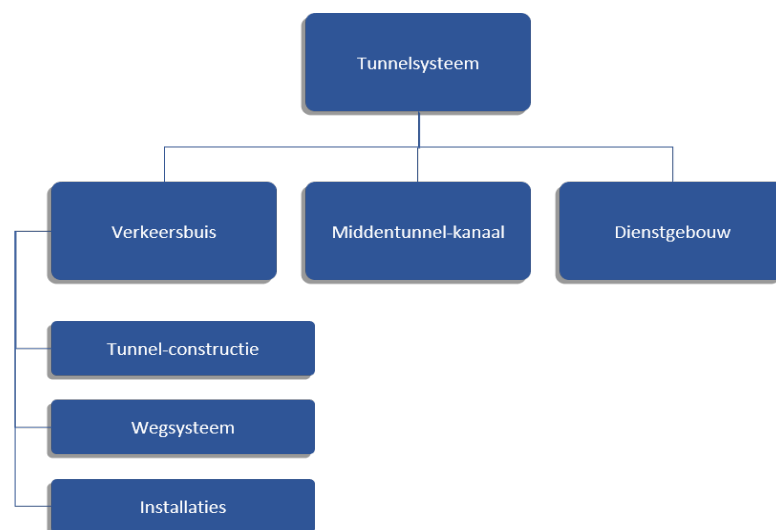 Tunnelsysteem
Verkeersbuis
Middentunnel-kanaal
Dienstgebouw
Tunnel-constructie
Wegsysteem
Installaties